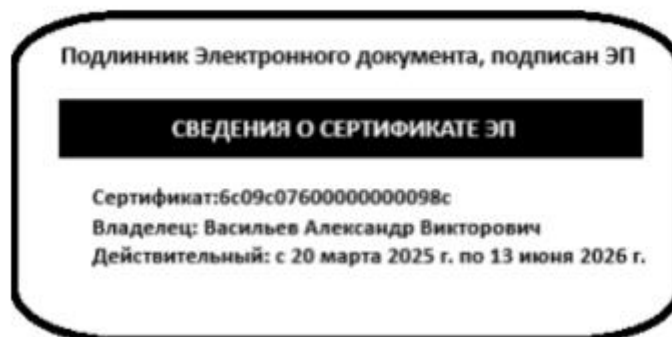 Подлинник Электронного документа, подписан ЭП
СВЕДЕНИЯ О СЕРТИФИКАТЕ ЭП
Сертификат:6c09c07600000000098c
Владелец: Васильев Александр Викторович
Действительный: с 20 марта 2025 г. по 13 июня 2026 г.